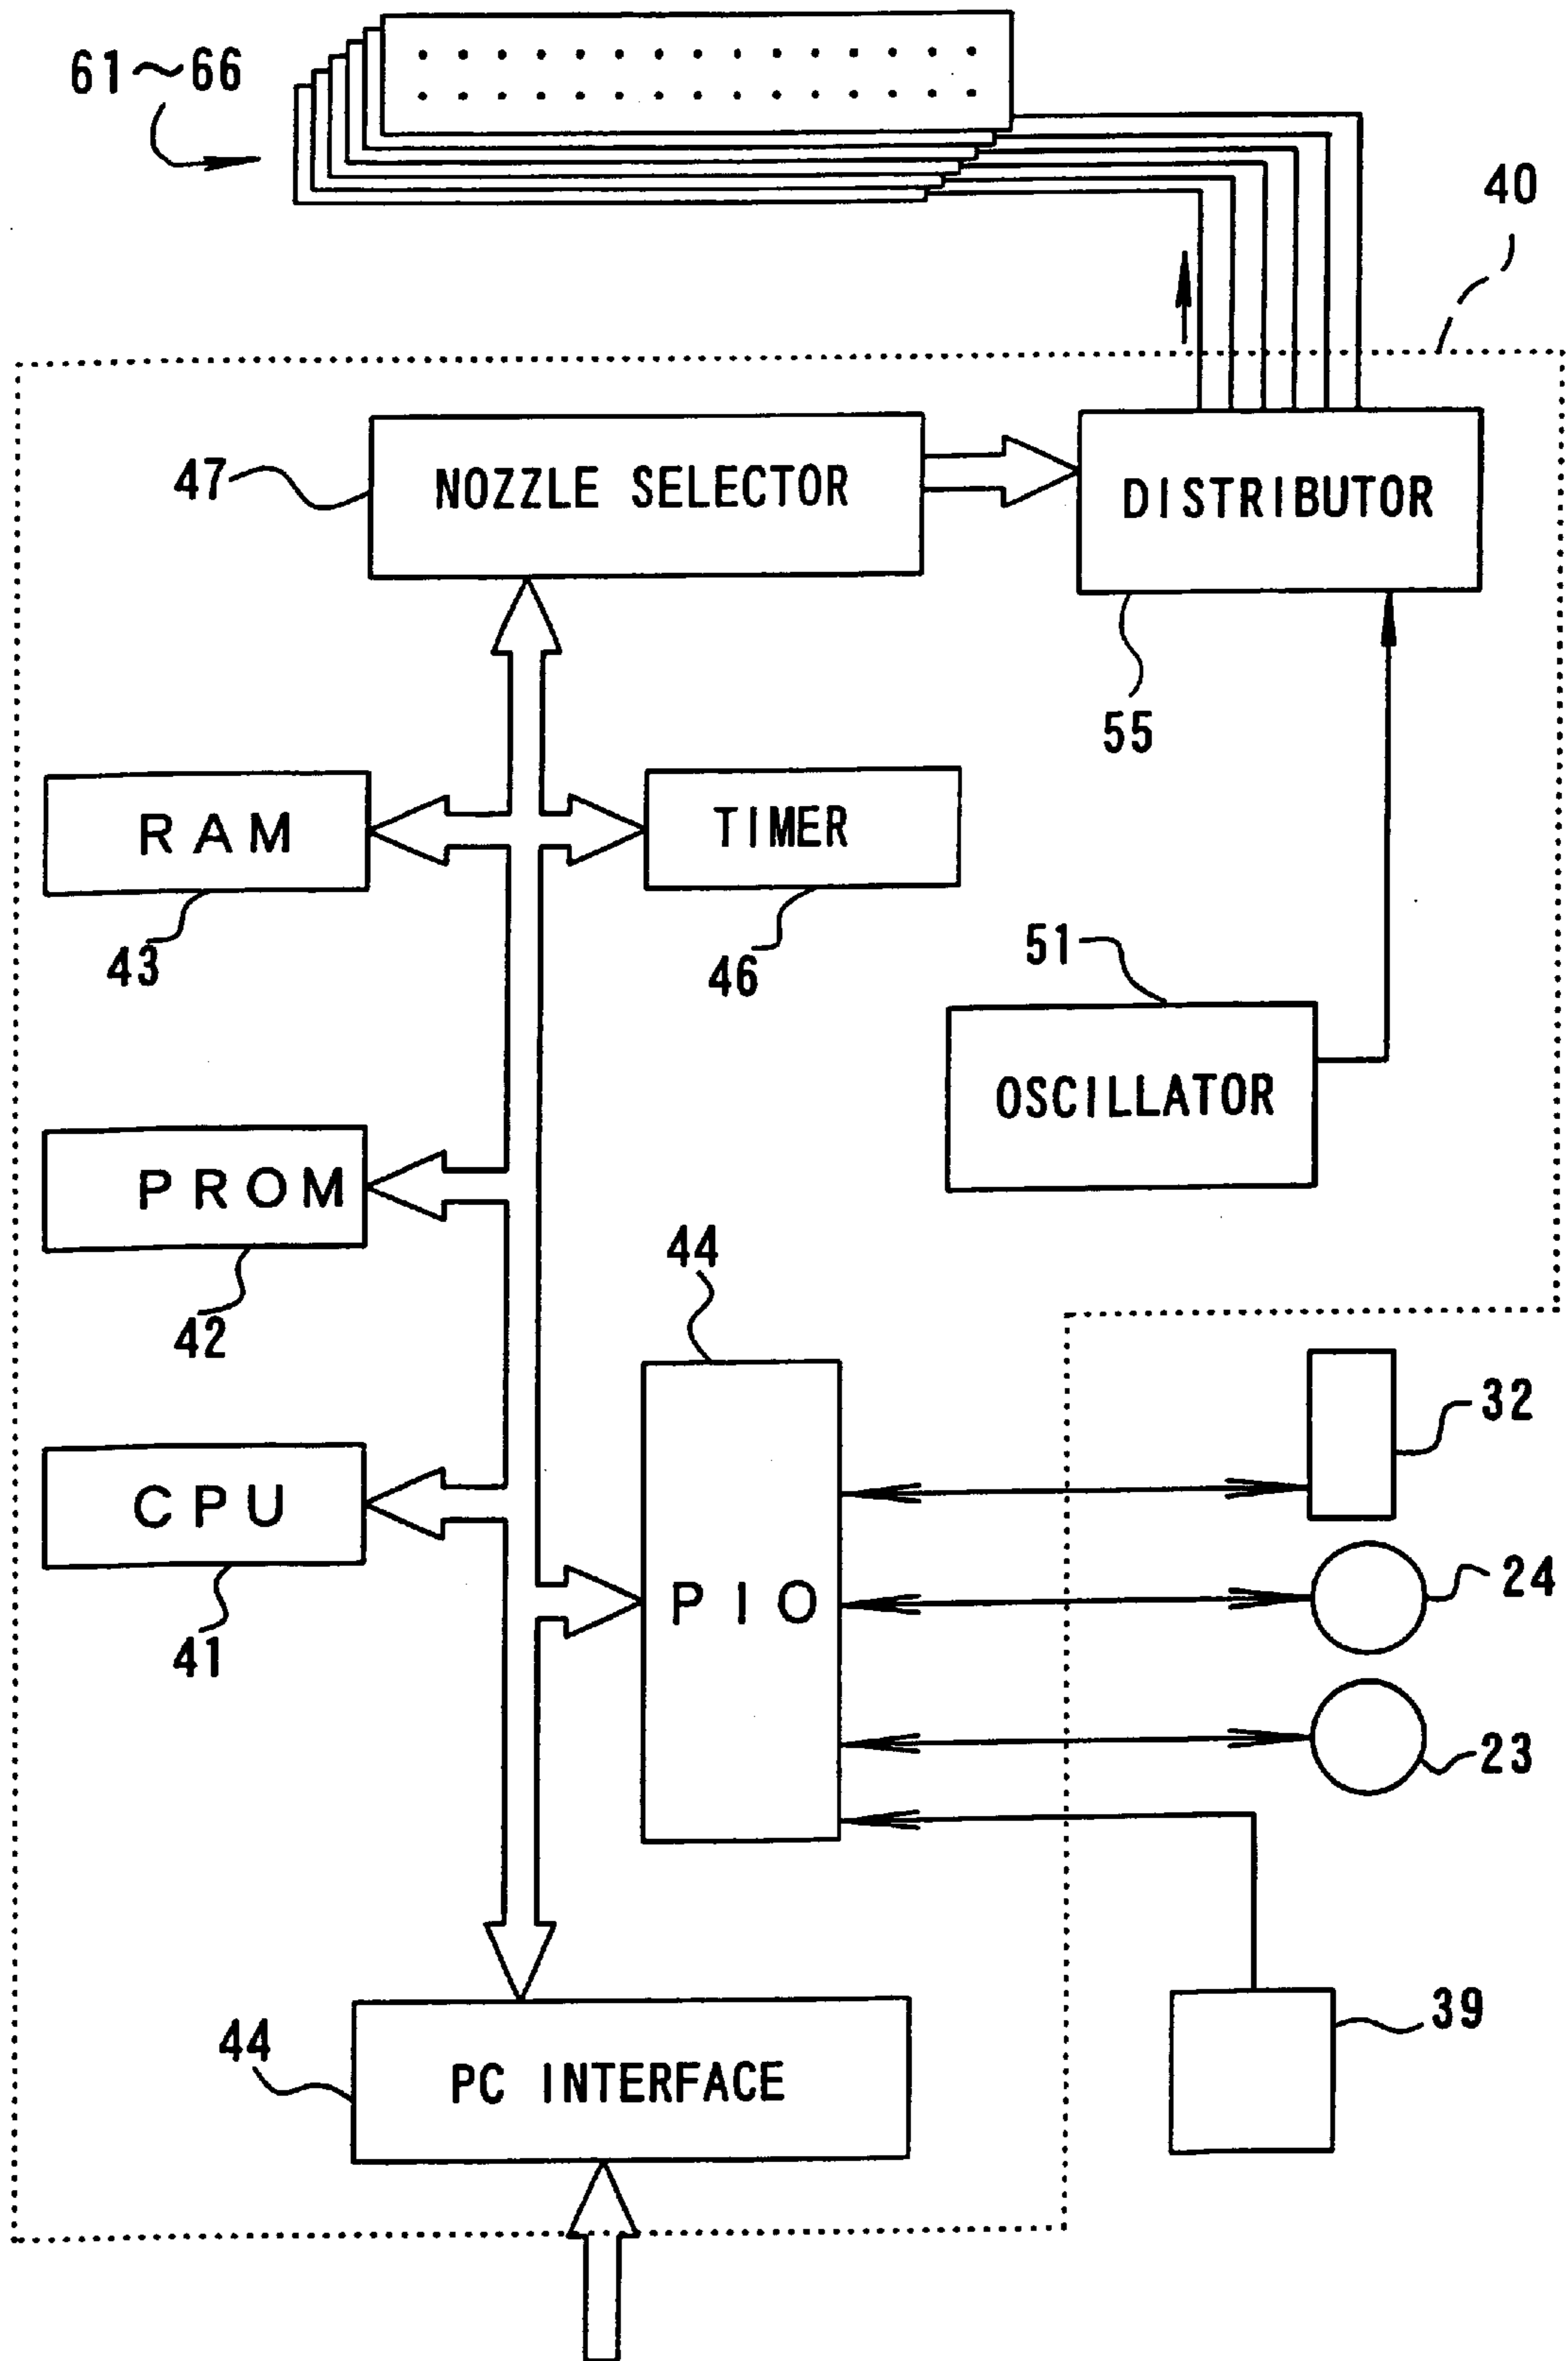 61~66
40
47
NOZZLE SELECTOR
DISTRIBUTOR
55
RAM
TIMER
43
46
51
OSCILLATOR
PROM
42
44
32
CPU
41
PIO
24
23
39
44
PC INTERFACE